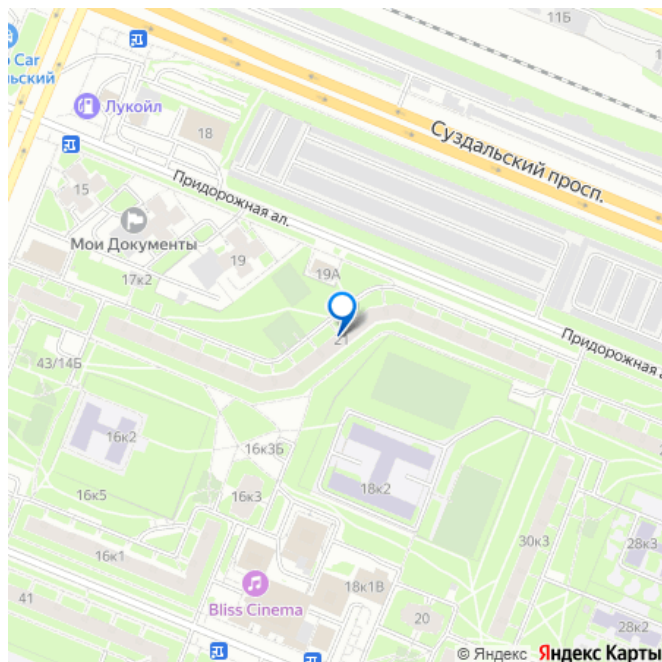 11Б
о Car
льский
Лукойл
18
Суздальский просп.
15
Придорожная ал.
Мои Документы
19
17к2
19А
21
Придорожная а
43/14Б
16к2
16к3Б
16к5
16к3
18к2
16к1
30к3
28к3
18к1В
Bliss Cinema
41
20
28к2
© Яндекс Яндекс Карты